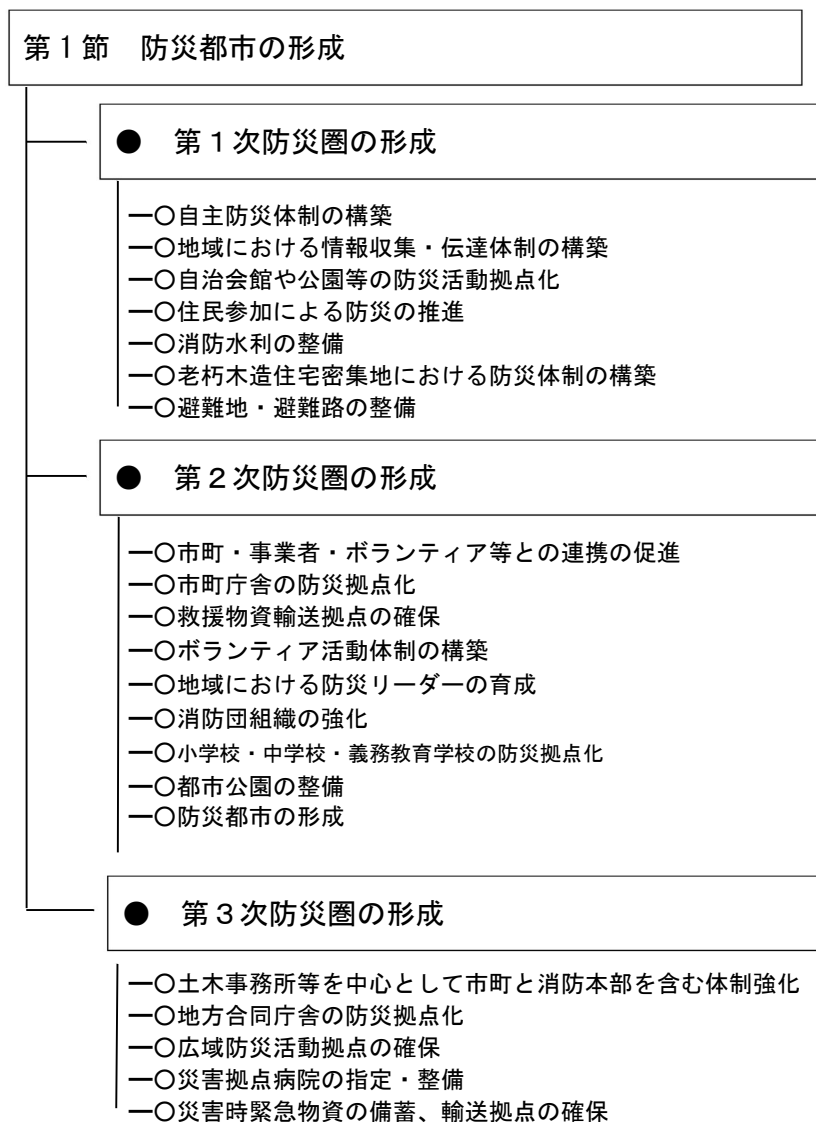 第１節　防災都市の形成
●　第１次防災圏の形成
○自主防災体制の構築
○地域における情報収集・伝達体制の構築
○自治会館や公園等の防災活動拠点化
○住民参加による防災の推進
○消防水利の整備
○老朽木造住宅密集地における防災体制の構築
○避難地・避難路の整備
●　第２次防災圏の形成
○市町・事業者・ボランティア等との連携の促進
○市町庁舎の防災拠点化
○救援物資輸送拠点の確保
○ボランティア活動体制の構築
○地域における防災リーダーの育成
○消防団組織の強化
○小学校・中学校・義務教育学校の防災拠点化
○都市公園の整備
○防災都市の形成
●　第３次防災圏の形成
○土木事務所等を中心として市町と消防本部を含む体制強化
○地方合同庁舎の防災拠点化
○広域防災活動拠点の確保
○災害拠点病院の指定・整備
○災害時緊急物資の備蓄、輸送拠点の確保